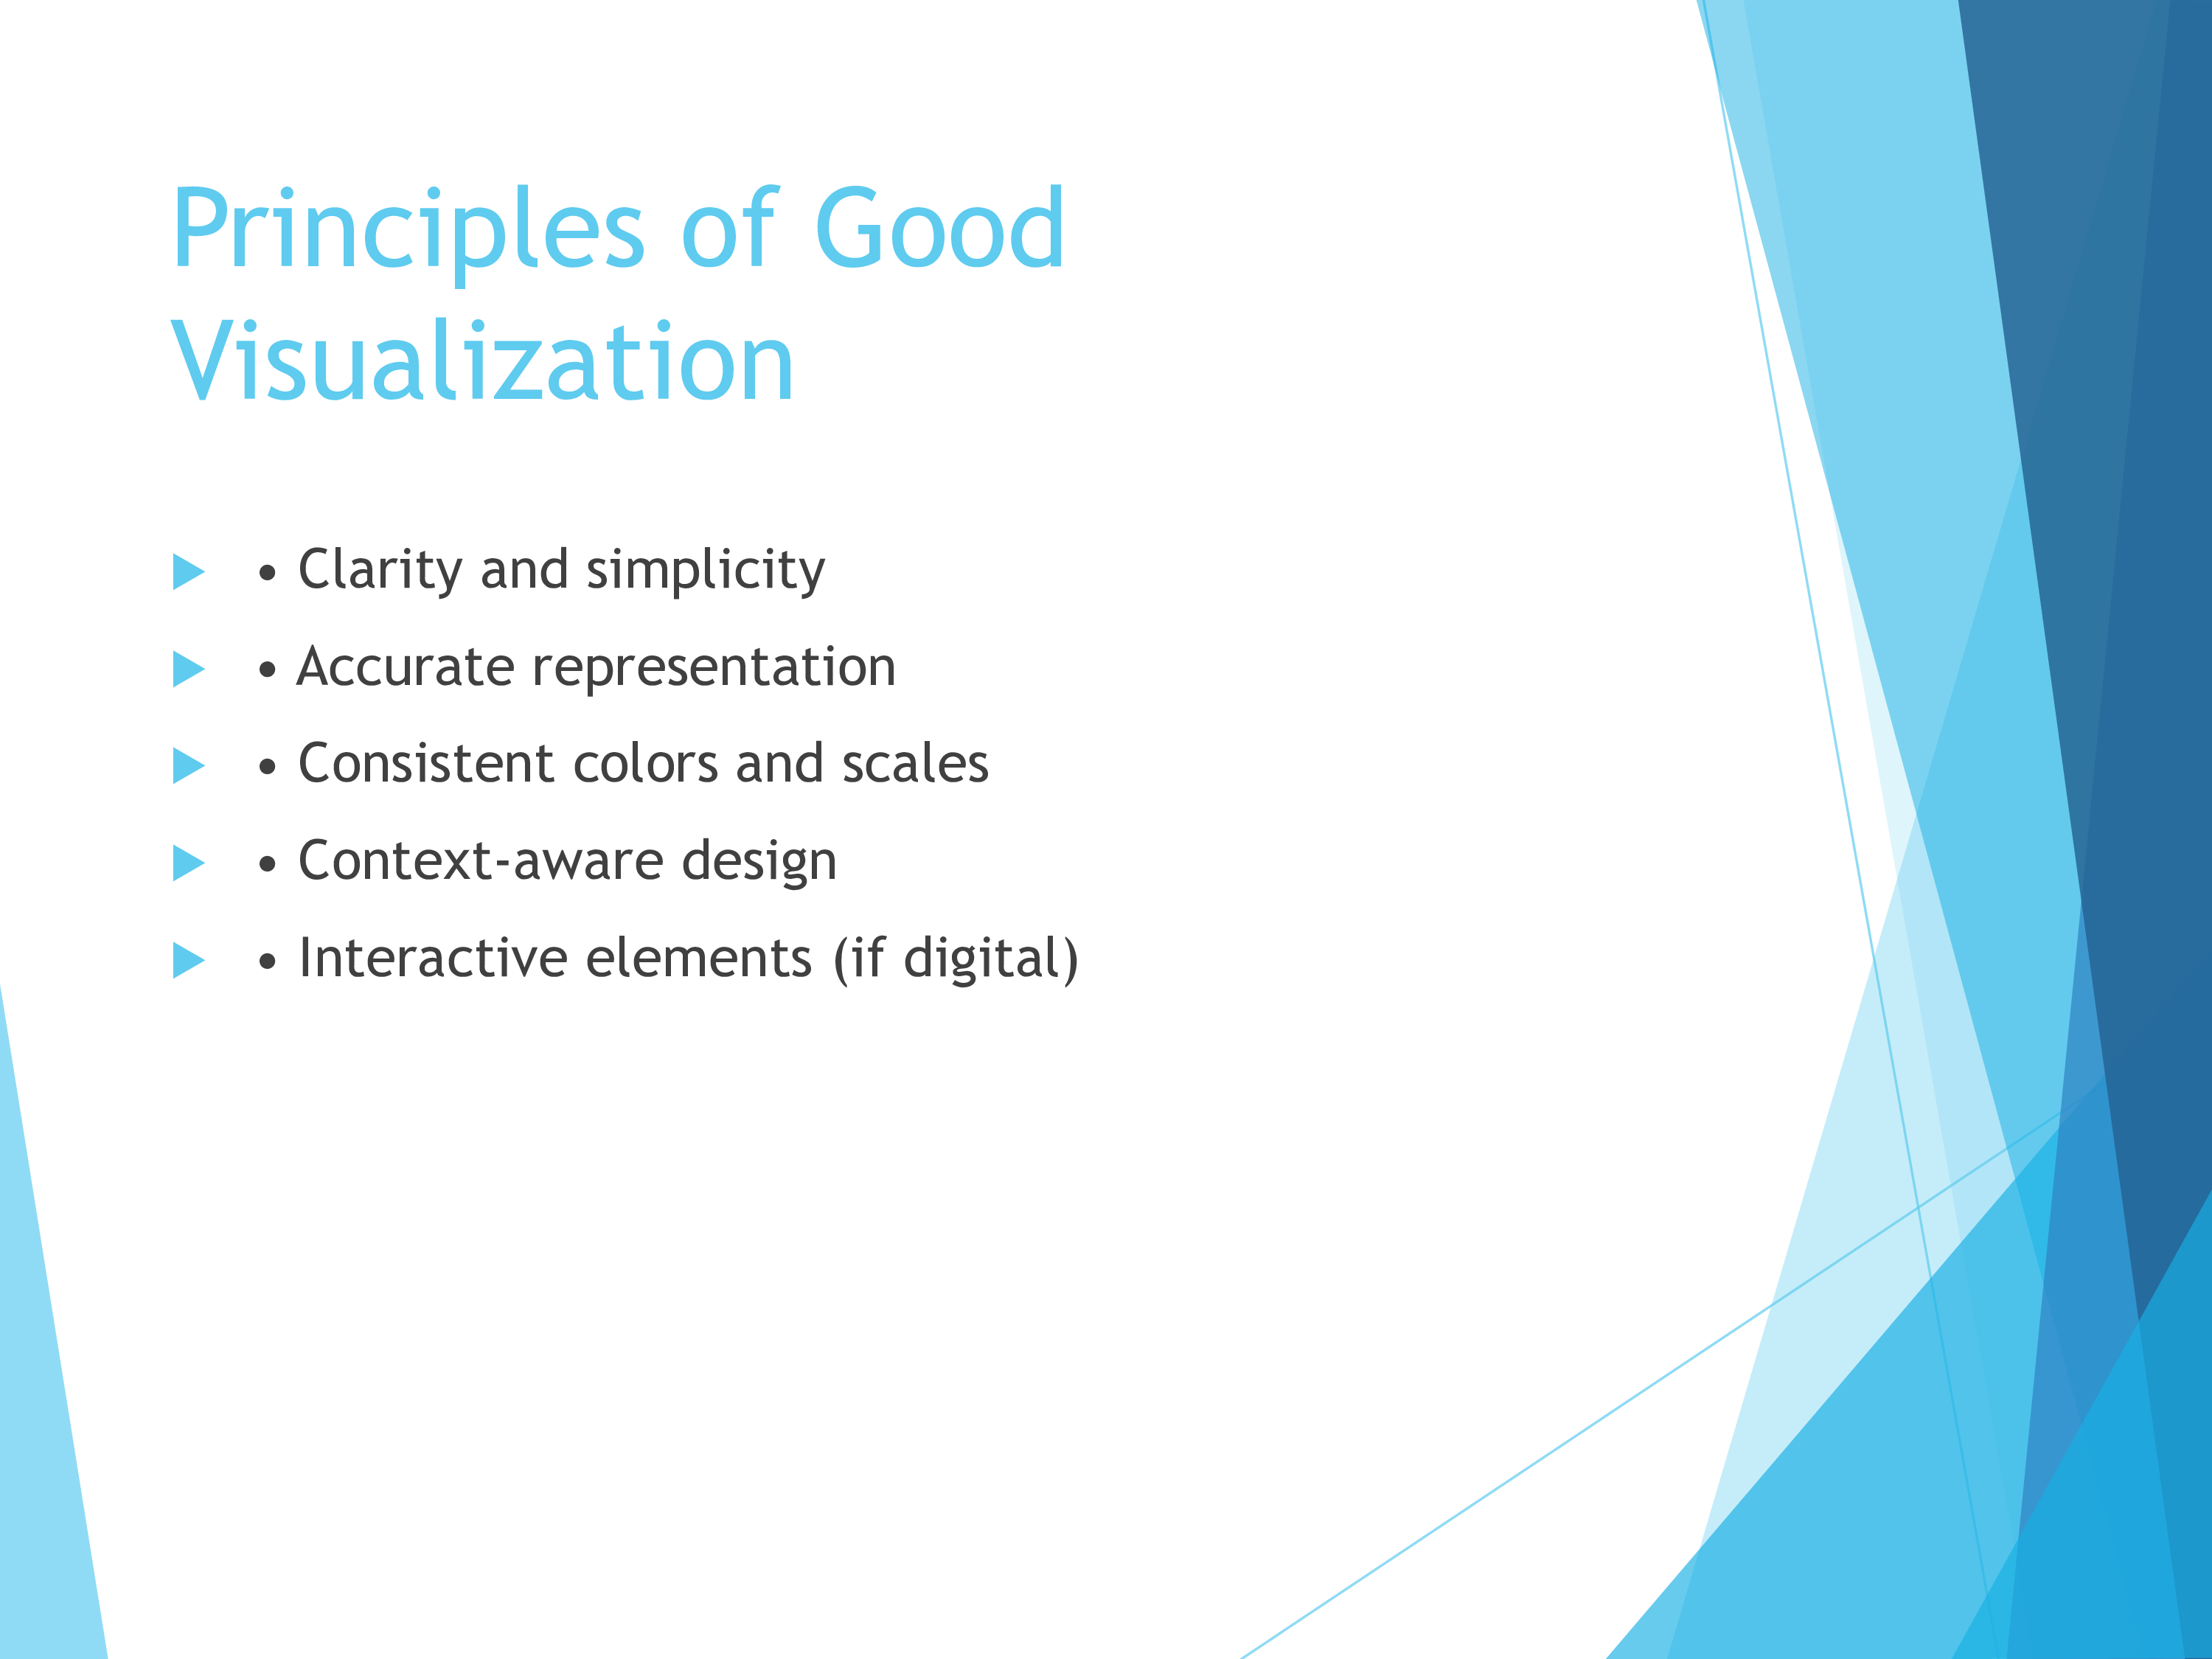 Principles of Good
Visualization
• Clarity and simplicity
• Accurate representation
• Consistent colors and scales
• Context-aware design
• Interactive elements (if digital)